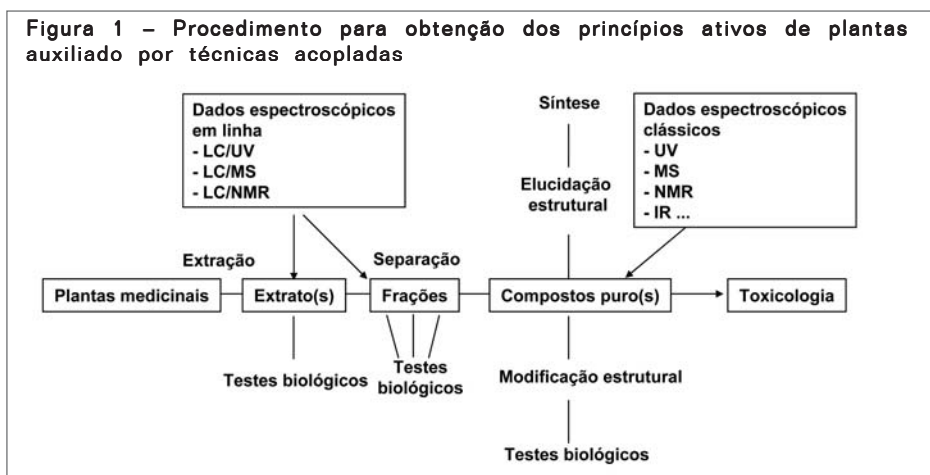 Figura 1 – Procedimento para obtenção dos princípios ativos de plantas
auxiliado por técnicas acopladas
Dados espectroscópicos
em linha
- LC/UV
- LC/MS
- LC/NMR
Síntese
Elucidação
estrutural
Dados espectroscópicos
clássicos
- UV
- MS
- NMR
- IR ...
Extração
Separação
Plantas medicinais
Extrato(s)
Frações
Compostos puro(s)
Toxicologia
Testes biológicos
Testes
biológicos
Modificação estrutural
Testes biológicos